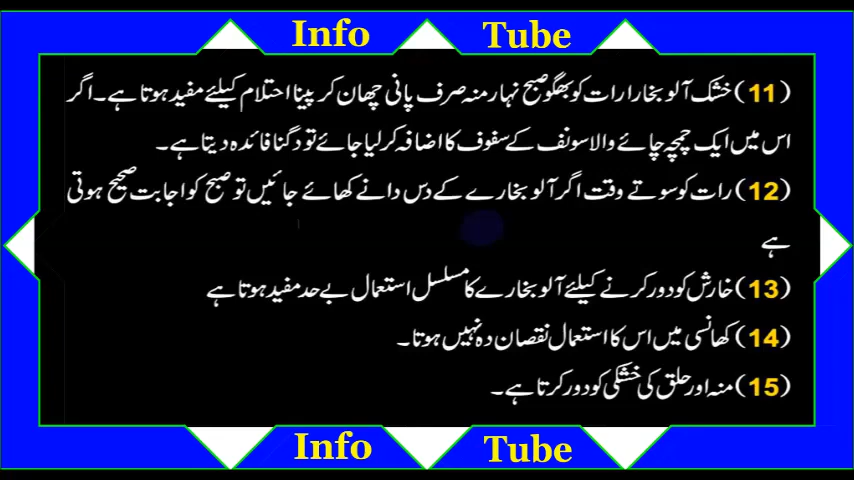 Info Tube
(11) خشک آلو بخارا رات کو بھگو صبح نہار منہ صرف پانی چھان کر پینا احتلام کیلئے مفید ہوتا ہے۔ اگر
اس میں ایک چمچہ چائے والا سونف کے سفوف کا اضافہ کر لیا جائے تو دگنا فائدہ دیتا ہے۔
(12) رات کو سوتے وقت اگر آلو بخارے کے دس دانے کھائے جائیں تو صبح کو اجابت صحیح ہوتی
ہے
(13) خارش کو دور کرنے کیلئے آلو بخارے کا مسلسل استعمال بے حد مفید ہوتا ہے
(14) کھانسی میں اس کا استعمال نقصان دہ نہیں ہوتا۔
(15) منہ اور حلق کی خشکی کو دور کرتا ہے۔
Info Tube